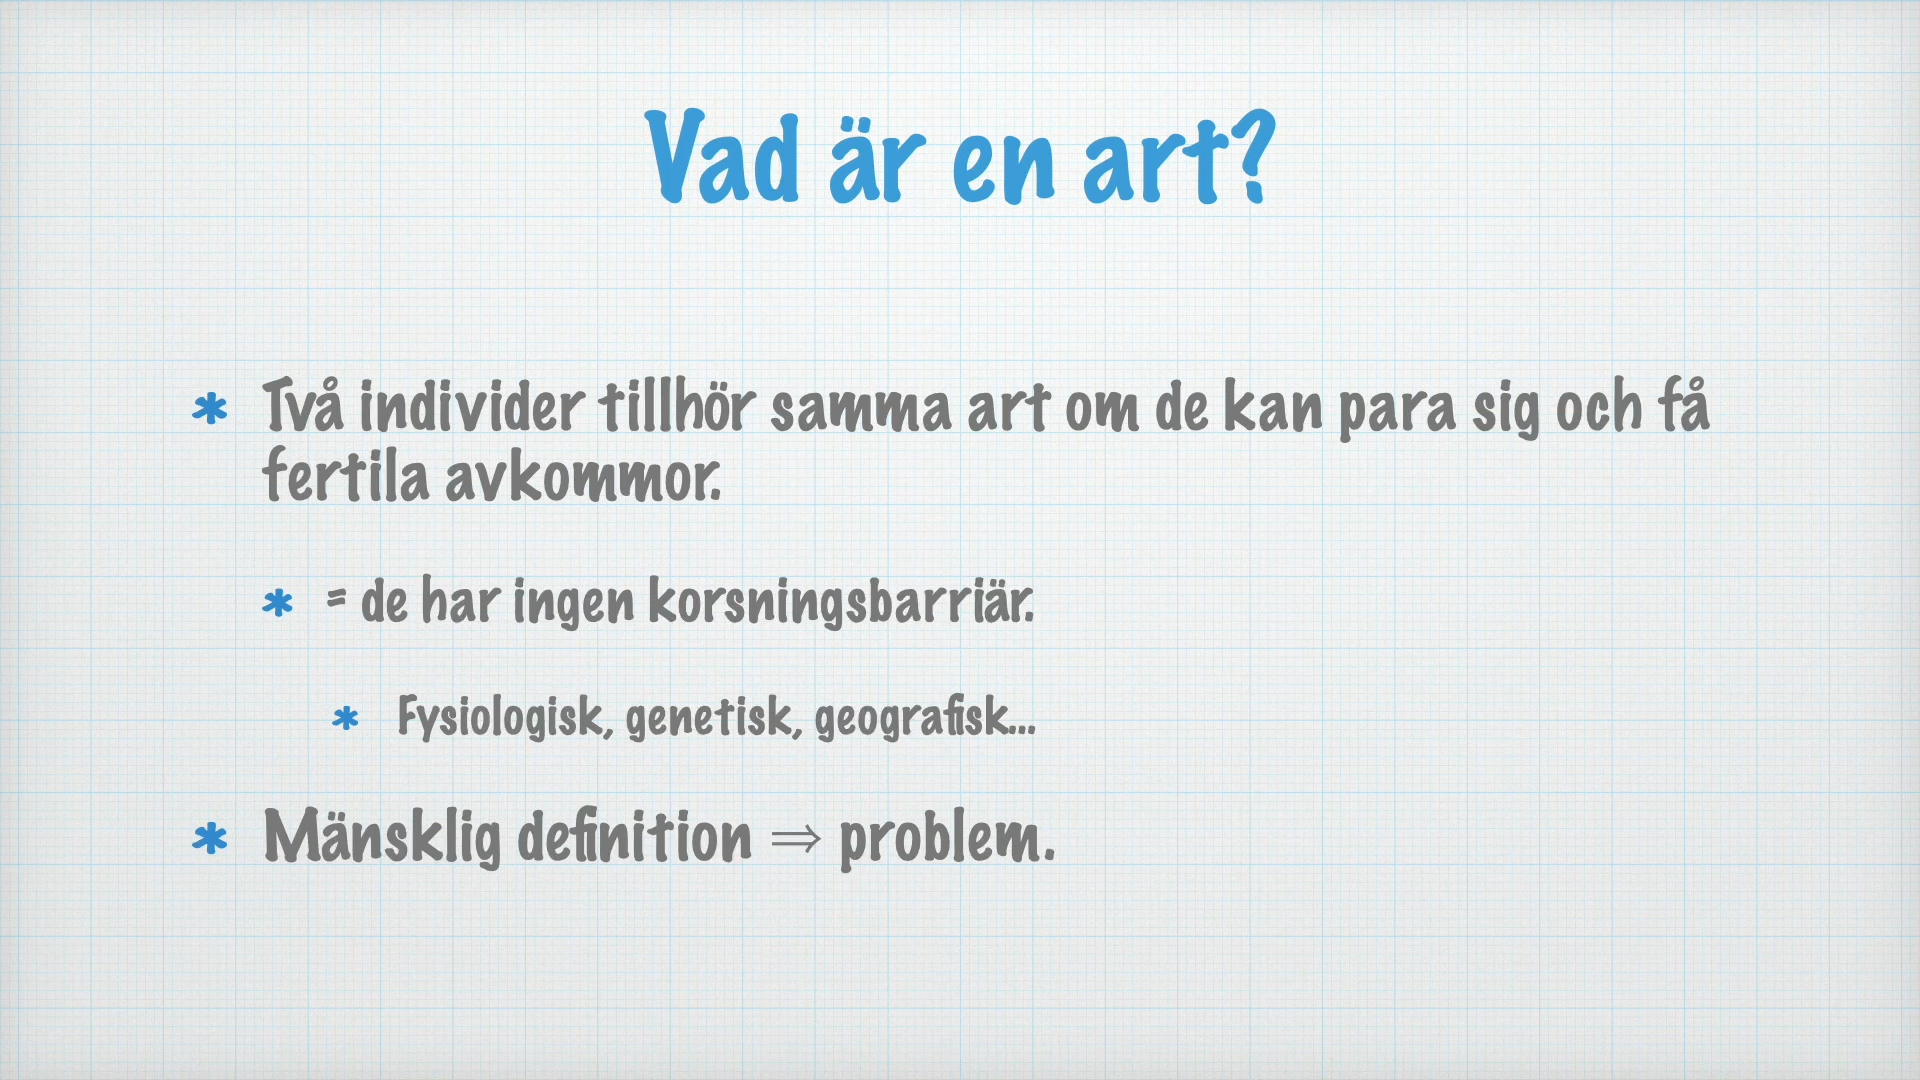 Vad är en art?
* Två individer tillhör samma art om de kan para sig och få
fertila avkommor.
* = de har ingen korsningsbarriär.
* Fysiologisk, genetisk, geografisk...
* Mänsklig definition ⇒ problem.